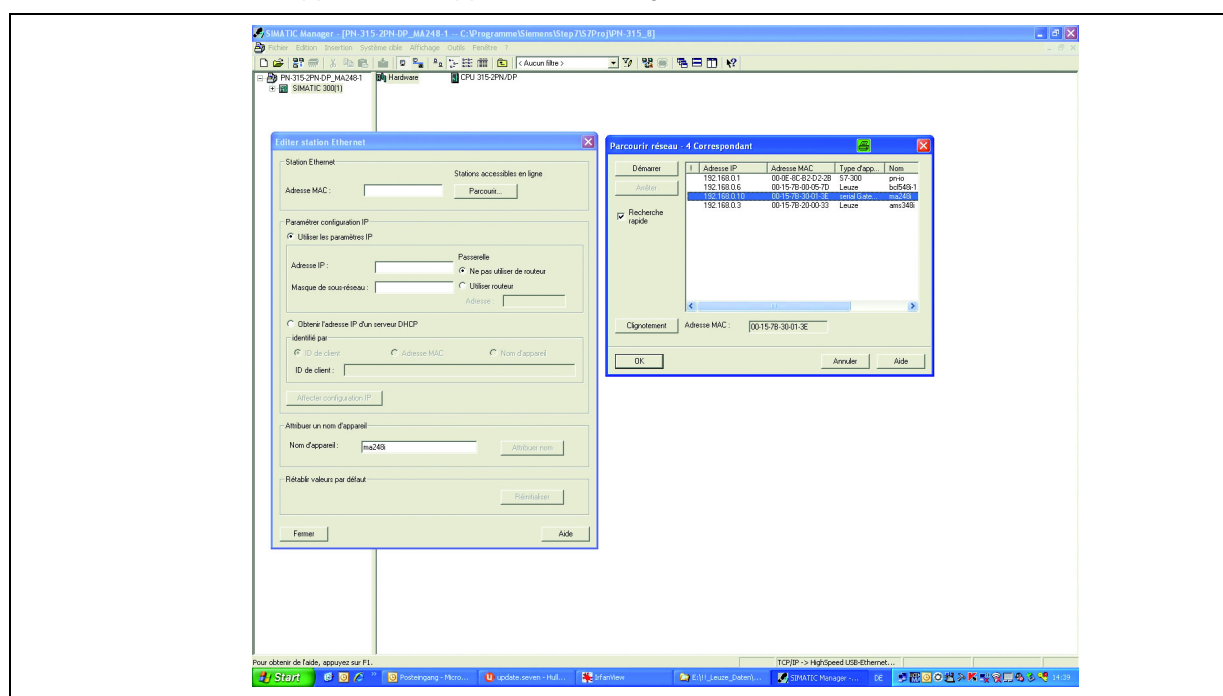 SIMATIC Manager - [PN-315-2PN-DP_MA248-1 -- C:\Programme\Siemens\Step7\S7Proj\PN-315_8]
Fichier Edition Insertion Système cible Affichage Outils Fenêtre ?
< Aucun filtre >
PN-315-2PN-DP_MA248-1
SIMATIC 300(1)
Hardware
CPU 315-2PN/DP
Editer station Ethernet
Station Ethernet
Stations accessibles en ligne
Adresse MAC :
Parcourir...
Paramétrer configuration IP
Utiliser les paramètres IP
Passerelle
Adresse IP :
Ne pas utiliser de routeur
Masque de sous-réseau :
Utiliser routeur
Adresse :
Obtenir l'adresse IP d'un serveur DHCP
identifié par
ID de client
Adresse MAC
Nom d'appareil
ID de client :
Affecter configuration IP
Attribuer un nom d'appareil
Nom d'appareil :
ma248i
Attribuer nom
Rétablir valeurs par défaut
Réinitialiser
Fermer
Aide
Parcourir réseau - 4 Correspondant
Démarrer
Arrêter
Recherche rapide
! Adresse IP Adresse MAC Type d'app... Nom
192.168.0.1 00-0E-8C-B2-D2-2B S7-300 pn-io
192.168.0.6 00-15-7B-00-05-7D Leuze bcl548i-1
192.168.0.10 00-15-7B-30-01-3E serial Gate... ma248i
192.168.0.3 00-15-7B-20-00-33 Leuze ams348i
Clignotement
Adresse MAC :
00-15-7B-30-01-3E
OK
Annuler
Aide
Pour obtenir de l'aide, appuyez sur F1.
TCP/IP -> HighSpeed USB-Ethernet...
Start
Posteingang - Micro...
update.seven - Hull...
IrfanView
E:\!!_Leuze_Daten\...
SIMATIC Manager - ...
DE
14:39